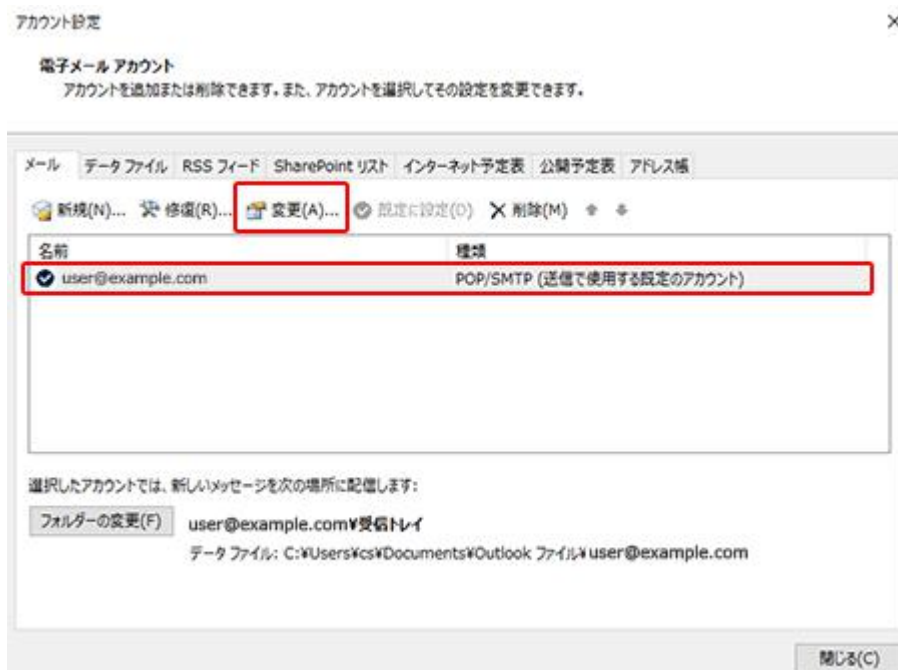 アカウント設定
電子メール アカウント
アカウントを追加または削除できます。また、アカウントを選択してその設定を変更できます。
メール データ ファイル RSS フィード SharePoint リスト インターネット予定表 公開予定表 アドレス帳
新規(N)... 修復(R)... 変更(A)... 既定に設定(D) 削除(M)
名前 種類
user@example.com POP/SMTP (送信で使用する既定のアカウント)
選択したアカウントでは、新しいメッセージを次の場所に配信します:
フォルダーの変更(F) user@example.com¥受信トレイ
データ ファイル: C:¥Users¥cs¥Documents¥Outlook ファイル¥user@example.com
閉じる(C)